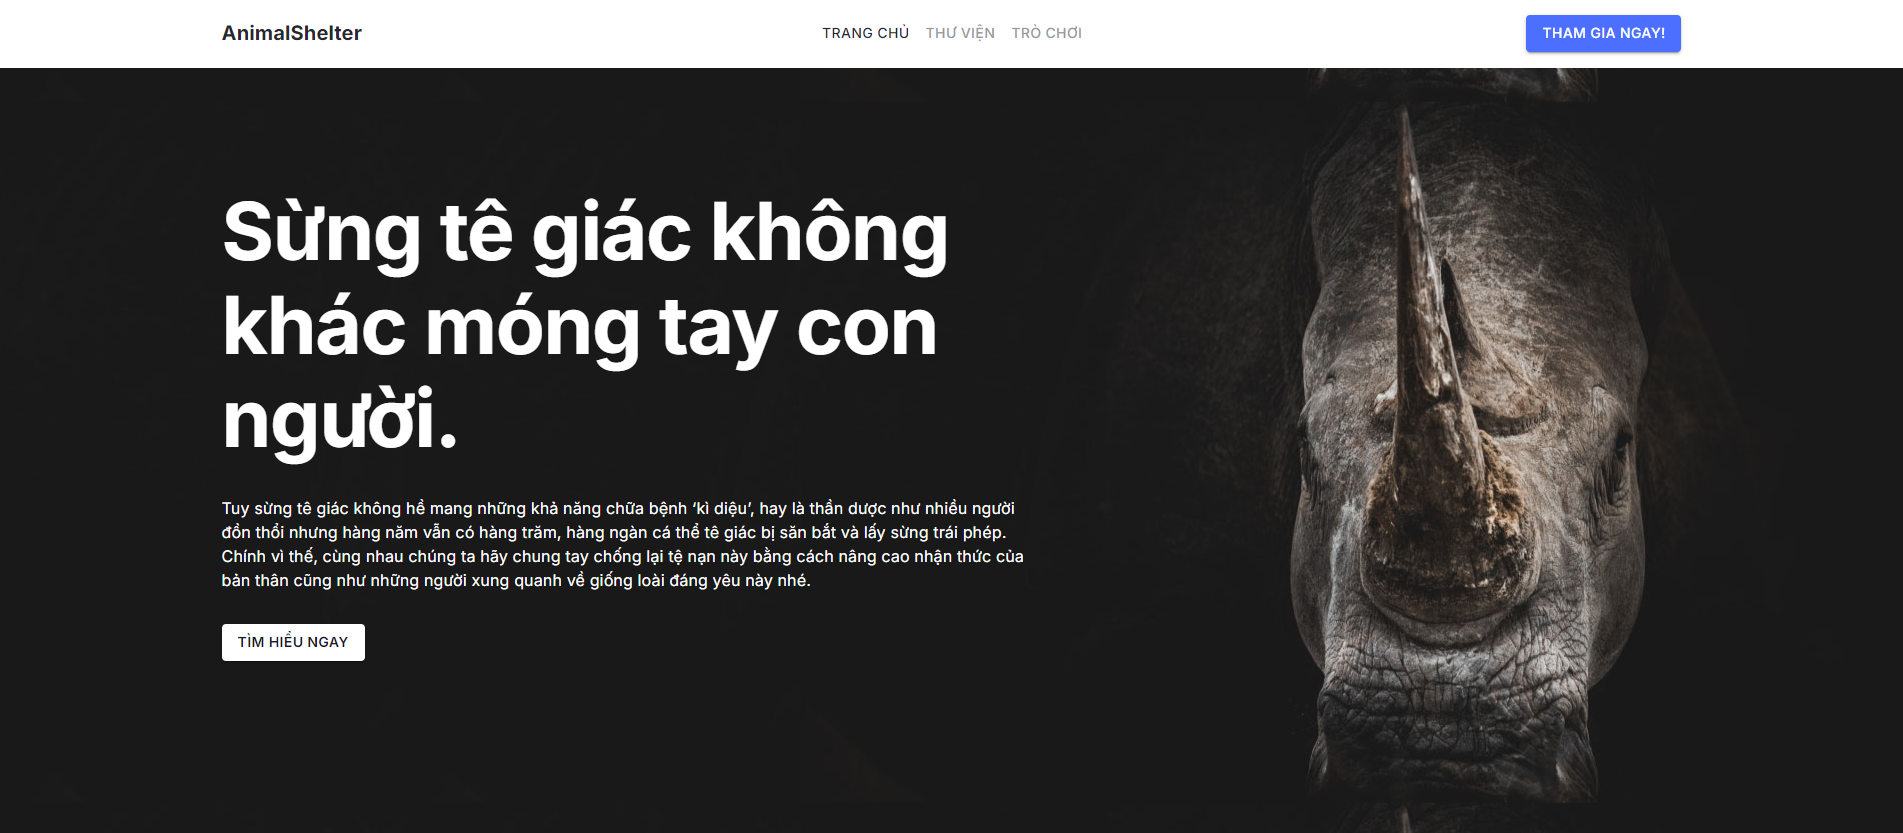 AnimalShelter
TRANG CHỦ
THƯ VIỆN
TRÒ CHƠI
THAM GIA NGAY!
Sừng tê giác không
khác móng tay con
người.
Tuy sừng tê giác không hề mang những khả năng chữa bệnh ‘kì diệu’, hay là thần dược như nhiều người
đồn thổi nhưng hàng năm vẫn có hàng trăm, hàng ngàn cá thể tê giác bị săn bắt và lấy sừng trái phép.
Chính vì thế, cùng nhau chúng ta hãy chung tay chống lại tệ nạn này bằng cách nâng cao nhận thức của
bản thân cũng như những người xung quanh về giống loài đáng yêu này nhé.
TÌM HIỂU NGAY